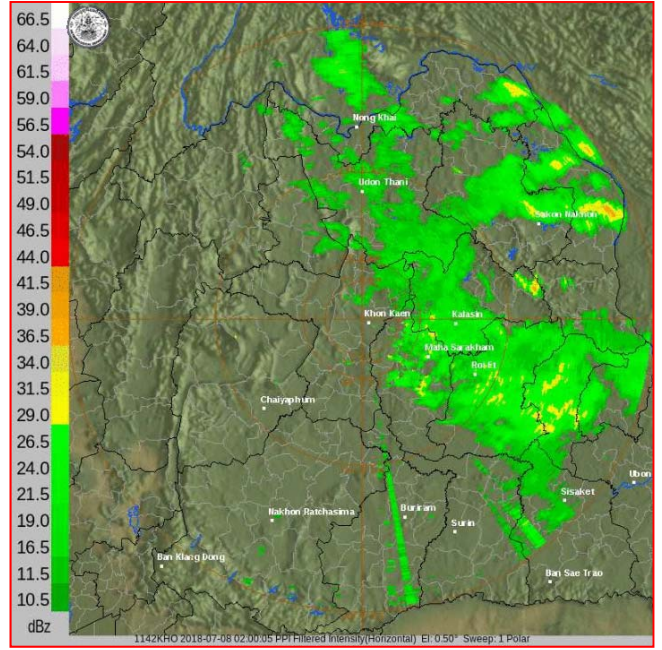 66.5
64.0
61.5
59.0
56.5
54.0
51.5
49.0
46.5
44.0
41.5
39.0
36.5
34.0
31.5
29.0
26.5
24.0
21.5
19.0
16.5
11.5
10.5
dBz
Nong Khai
Udon Thani
Sakon Nakhon
Khon Kaen
Kalasin
Maha Sarakham
Roi-Et
Chaiyaphum
Ubon
Sisaket
Nakhon Ratchasima
Buriram
Surin
Ban Klang Dong
Ban Sae Trao
1142KHO 2018-07-08 02:00:05 PPI Filtered Intensity(Horizontal) El: 0.50° Sweep: 1 Polar